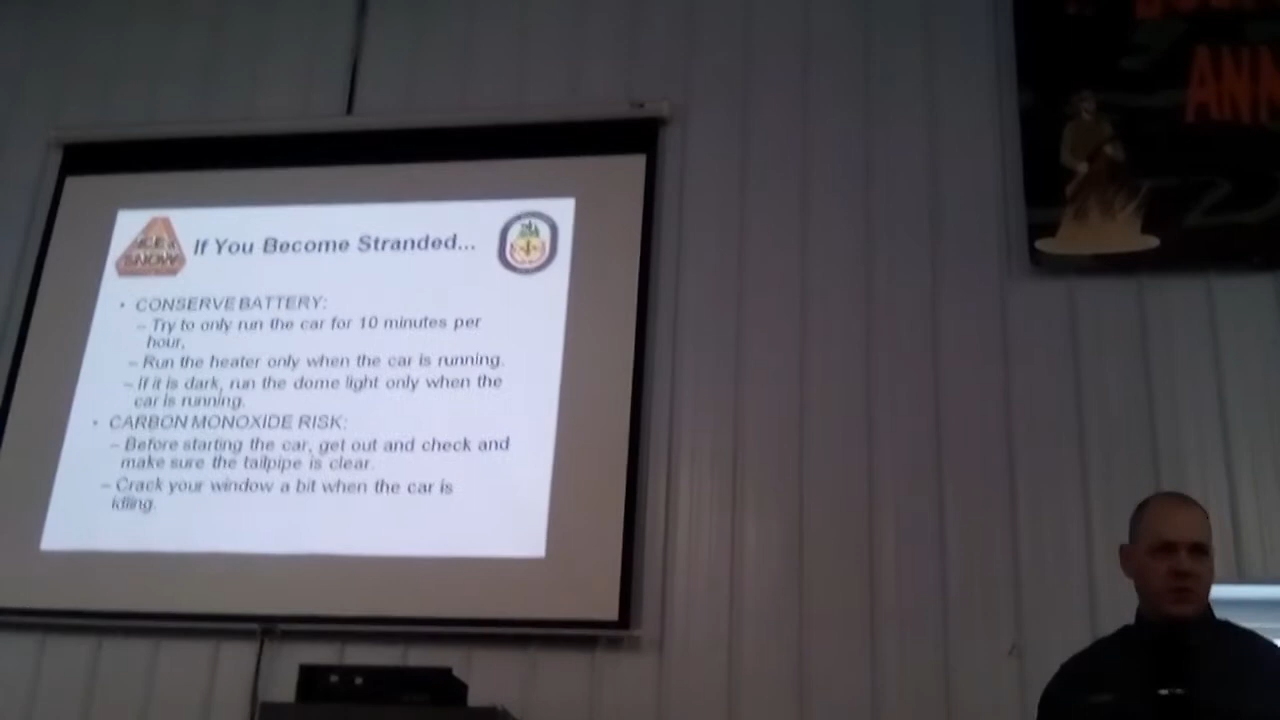 ICE &
SNOW
If You Become Stranded...
• CONSERVE BATTERY:
– Try to only run the car for 10 minutes per
hour.
– Run the heater only when the car is running.
– If it is dark, run the dome light only when the
car is running.
• CARBON MONOXIDE RISK:
– Before starting the car, get out and check and
make sure the tailpipe is clear.
– Crack your window a bit when the car is
idling.
ANN